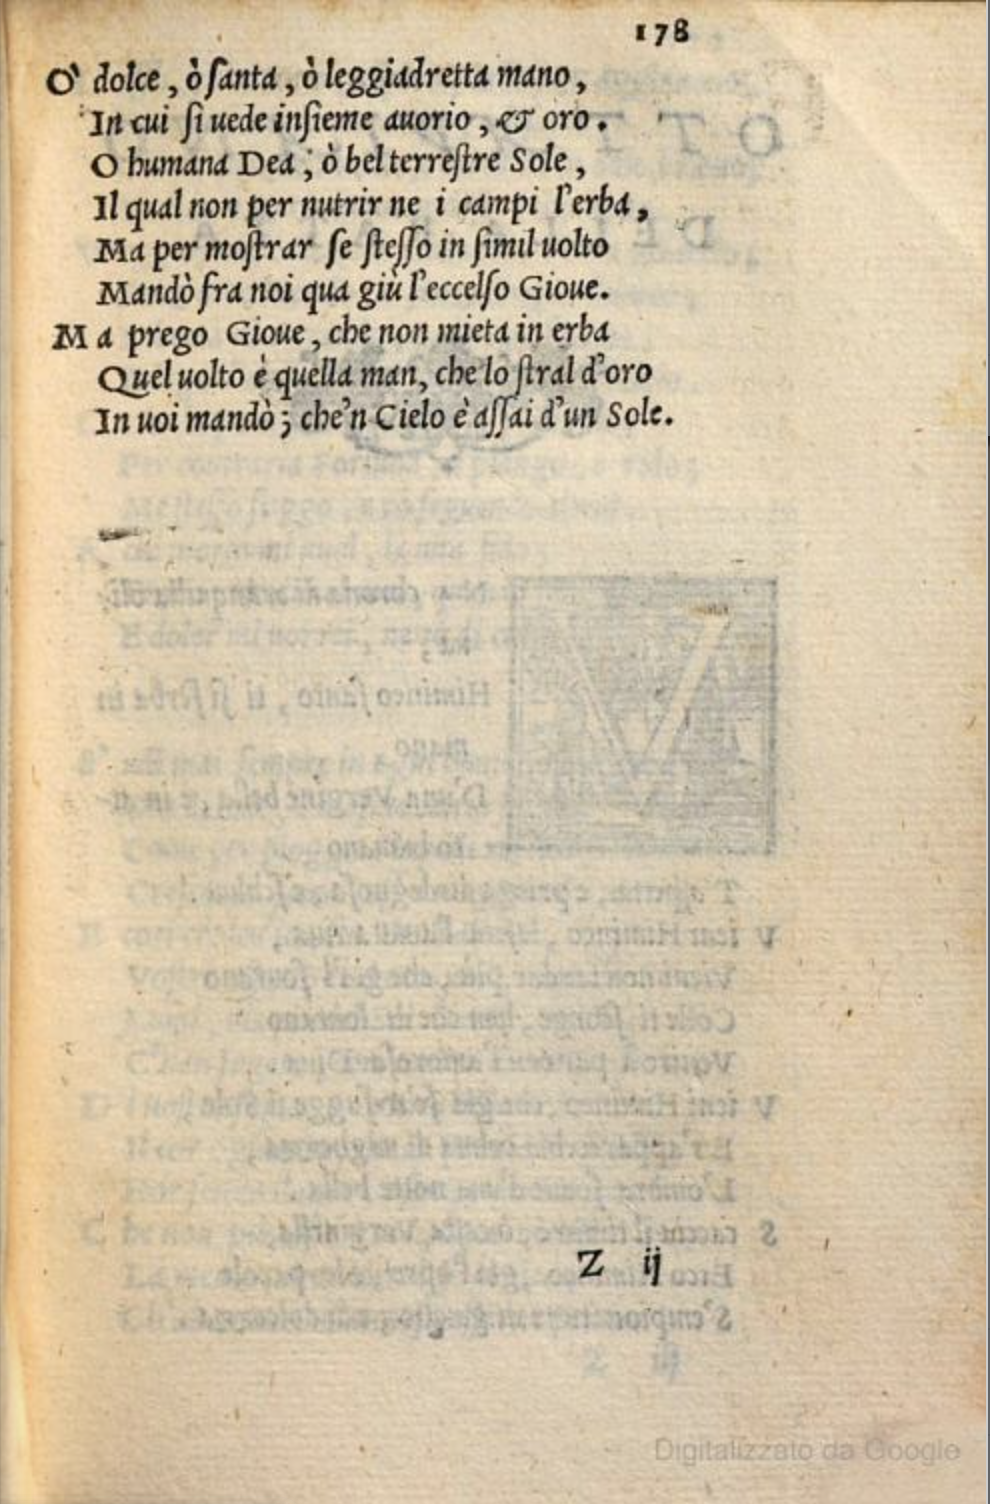 178
O' dolce, ò ſanta, ò leggiadretta mano,
In cui ſi uede inſieme auorio, & oro.
O humana Dea; ò bel terreſtre Sole,
Il qual non per nutrirne i campi l'erba,
Ma per moſtrar ſe ſteſſo in ſimil uolto
Mandò fra noi qua giù l'eccelſo Gioue.
Ma prego Gioue, che non mieta in erba
Quel uolto è quella man, che lo ſtral d'oro
In uoi mandò; che'n Cielo è aſſai d'un Sole.
Z ij
Digitalizzato da Google